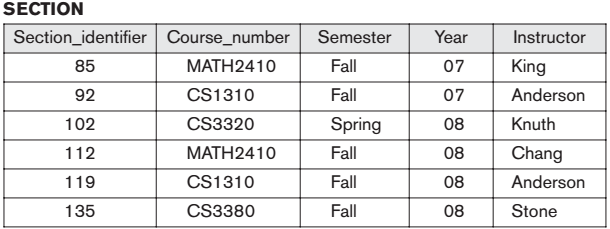 SECTION
Section_identifier Course_number Semester Year Instructor
85 MATH2410 Fall 07 King
92 CS1310 Fall 07 Anderson
102 CS3320 Spring 08 Knuth
112 MATH2410 Fall 08 Chang
119 CS1310 Fall 08 Anderson
135 CS3380 Fall 08 Stone